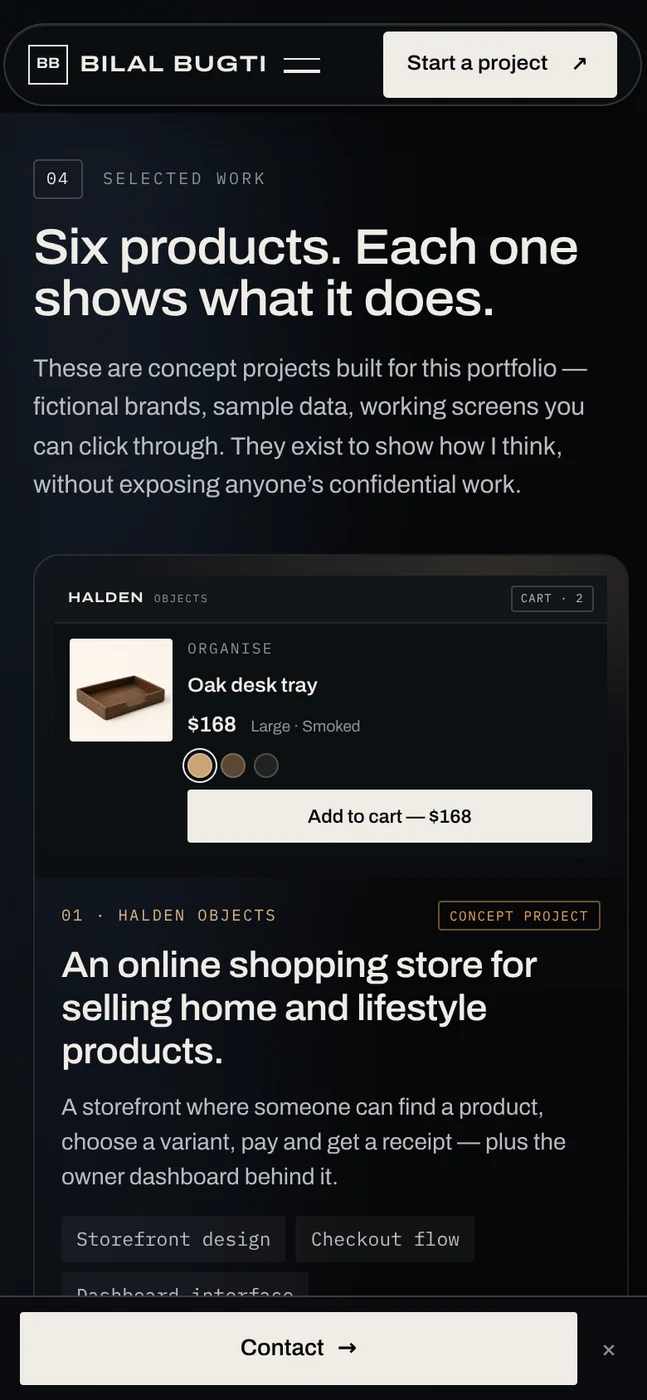 BB BILAL BUGTI
Start a project ↗
04 SELECTED WORK
Six products. Each one
shows what it does.
These are concept projects built for this portfolio —
fictional brands, sample data, working screens you
can click through. They exist to show how I think,
without exposing anyone’s confidential work.
HALDEN OBJECTS
CART · 2
ORGANISE
Oak desk tray
$168 Large · Smoked
Add to cart — $168
01 · HALDEN OBJECTS
CONCEPT PROJECT
An online shopping store for
selling home and lifestyle
products.
A storefront where someone can find a product,
choose a variant, pay and get a receipt — plus the
owner dashboard behind it.
Storefront design
Checkout flow
Dashboard interface
Contact →
×